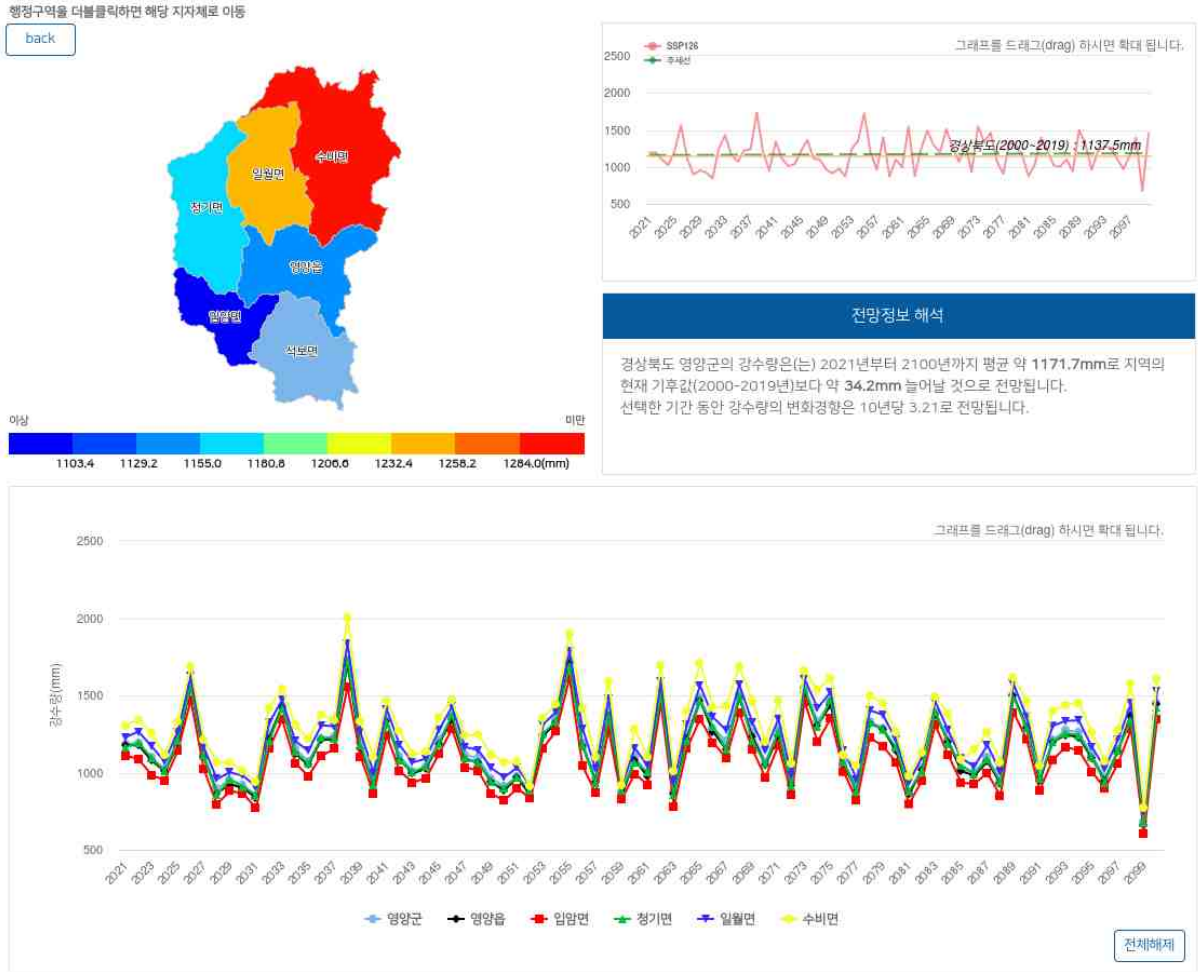 행정구역을 더블클릭하면 해당 지자체로 이동
back
수비면
일월면
청기면
영양읍
입암면
석보면
이상 미만
1103.4 1129.2 1155.0 1180.8 1206.6 1232.4 1258.2 1284.0(mm)
SSP126
추세선
그래프를 드래그(drag) 하시면 확대 됩니다.
2500
2000
1500
1000
500
경상북도(2000~2019) : 1137.5mm
2021 2025 2029 2033 2037 2041 2045 2049 2053 2057 2061 2065 2069 2073 2077 2081 2085 2089 2093 2097
전망정보 해석
경상북도 영양군의 강수량은(는) 2021년부터 2100년까지 평균 약 1171.7mm로 지역의
현재 기후값(2000-2019년)보다 약 34.2mm 늘어날 것으로 전망됩니다.
선택한 기간 동안 강수량의 변화경향은 10년당 3.21로 전망됩니다.
그래프를 드래그(drag) 하시면 확대 됩니다.
강수량(mm)
2500
2000
1500
1000
500
2021 2023 2025 2027 2029 2031 2033 2035 2037 2039 2041 2043 2045 2047 2049 2051 2053 2055 2057 2059 2061 2063 2065 2067 2069 2071 2073 2075 2077 2079 2081 2083 2085 2087 2089 2091 2093 2095 2097 2099
영양군 영양읍 입암면 청기면 일월면 수비면
전체해제